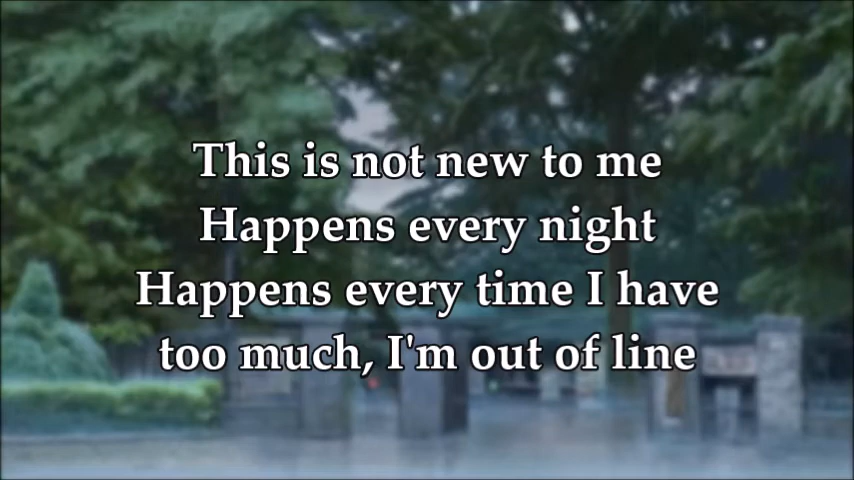 This is not new to me
Happens every night
Happens every time I have
too much, I'm out of line